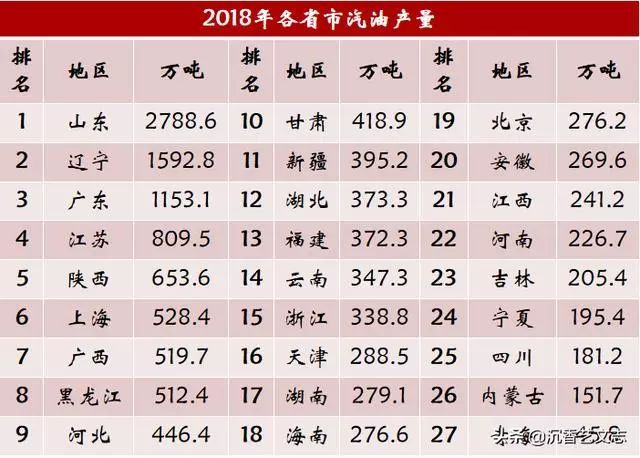 2018年各省市汽油产量
排名 地区 万吨 排名 地区 万吨 排名 地区 万吨
1 山东 2788.6 10 甘肃 418.9 19 北京 276.2
2 辽宁 1592.8 11 新疆 395.2 20 安徽 269.6
3 广东 1153.1 12 湖北 373.3 21 江西 241.2
4 江苏 809.5 13 福建 372.3 22 河南 226.7
5 陕西 653.6 14 云南 347.3 23 吉林 205.4
6 上海 528.4 15 浙江 338.8 24 宁夏 195.4
7 广西 519.7 16 天津 288.5 25 四川 181.2
8 黑龙江 512.4 17 湖南 279.1 26 内蒙古 151.7
9 河北 446.4 18 海南 276.6 27
头条@沉香艺文志